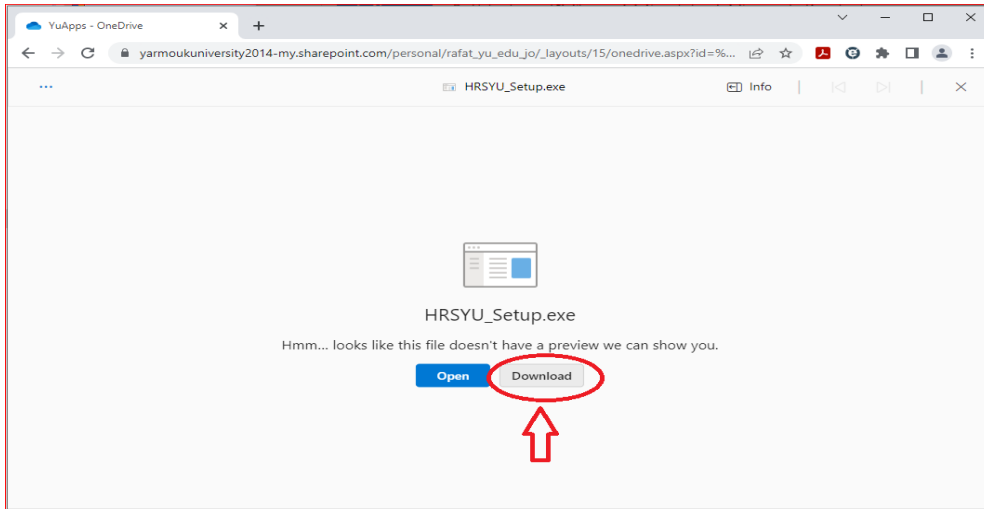 YuApps - OneDrive
yarmoukuniversity2014-my.sharepoint.com/personal/rafat_yu_edu_jo/_layouts/15/onedrive.aspx?id=%...
HRSYU_Setup.exe Info
HRSYU_Setup.exe
Hmm... looks like this file doesn't have a preview we can show you.
Open Download